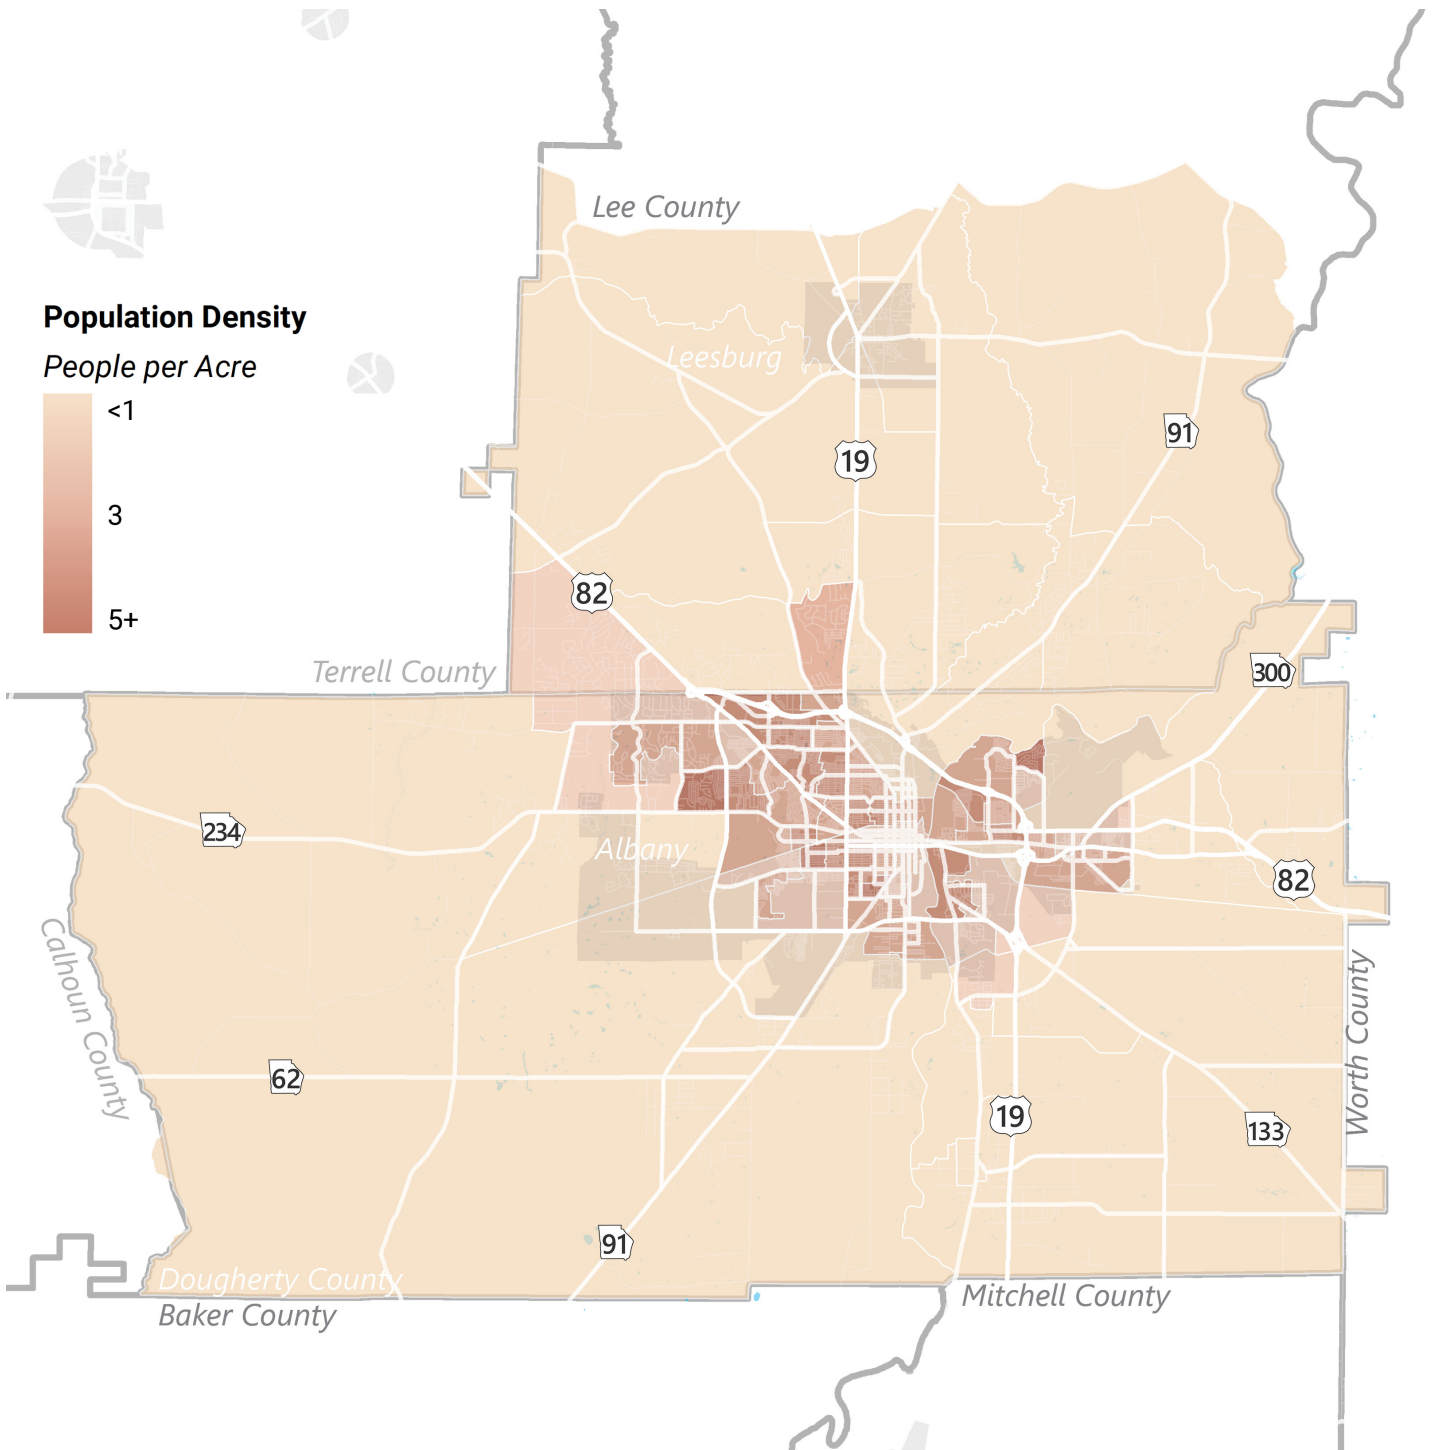 Lee County
Population Density
People per Acre
<1
3
5+
Leesburg
91
19
82
Terrell County
300
234
Albany
82
Calhoun County
Worth County
62
19
133
91
Dougherty County
Baker County
Mitchell County